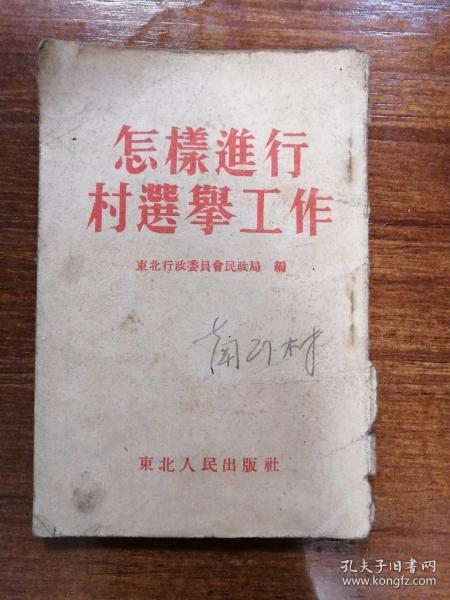 怎樣進行
村選舉工作
東北行政委員會民政局 編
東北人民出版社
孔夫子旧书网
www.kongfz.com